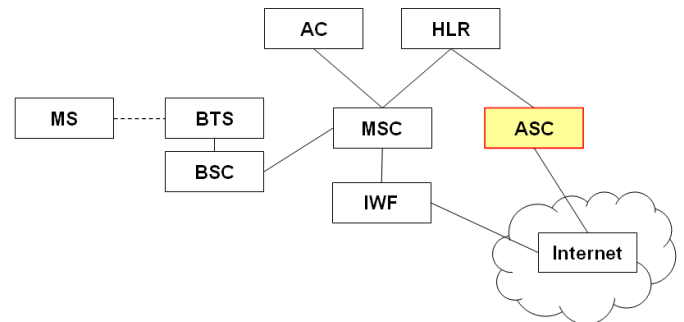 AC
HLR
MS
BTS
MSC
ASC
BSC
IWF
Internet